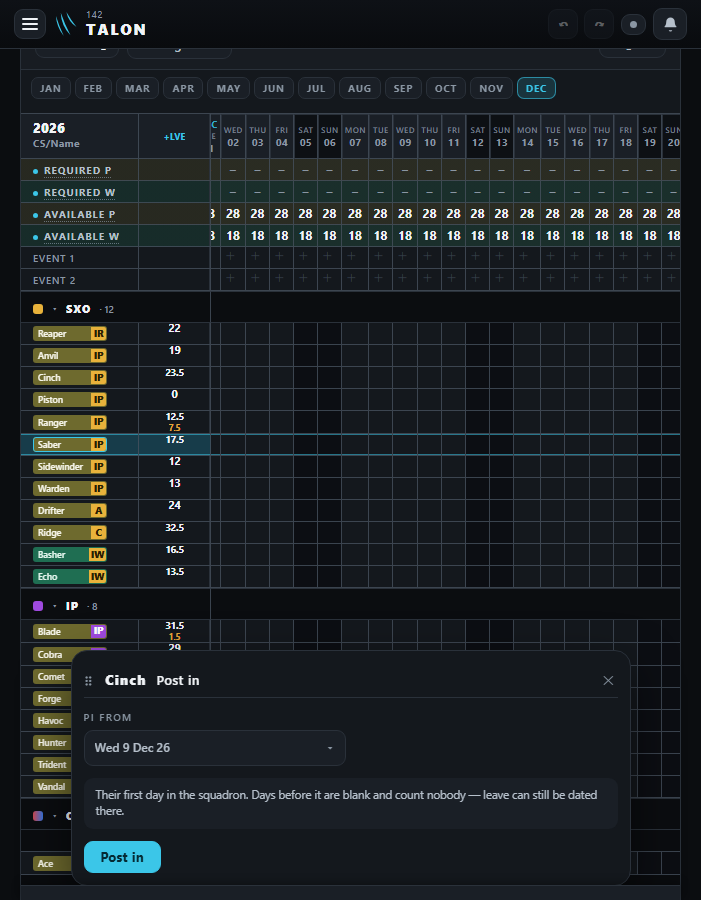 142
TALON
JAN FEB MAR APR MAY JUN JUL AUG SEP OCT NOV DEC
2026 +LVE WED THU FRI SAT SUN MON TUE WED THU FRI SAT SUN MON TUE WED THU FRI SAT SUN
CS/Name 02 03 04 05 06 07 08 09 10 11 12 13 14 15 16 17 18 19 20
REQUIRED P – – – – – – – – – – – – – – – – – – –
REQUIRED W – – – – – – – – – – – – – – – – – – –
AVAILABLE P 28 28 28 28 28 28 28 28 28 28 28 28 28 28 28 28 28 28 28
AVAILABLE W 18 18 18 18 18 18 18 18 18 18 18 18 18 18 18 18 18 18 18
EVENT 1 + + + + + + + + + + + + + + + + + + +
EVENT 2 + + + + + + + + + + + + + + + + + + +
SXO · 12
Reaper IR 22
Anvil IP 19
Cinch IP 23.5
Piston IP 0
Ranger IP 12.5
7.5
Saber IP 17.5
Sidewinder IP 12
Warden IP 13
Drifter A 24
Ridge C 32.5
Basher IW 16.5
Echo IW 13.5
IP · 8
Blade IP 31.5
1.5
Cobra 29
Comet
Forge
Havoc
Hunter
Trident
Vandal
Ace
Cinch Post in
PI FROM
Wed 9 Dec 26
Their first day in the squadron. Days before it are blank and count nobody — leave can still be dated
there.
Post in